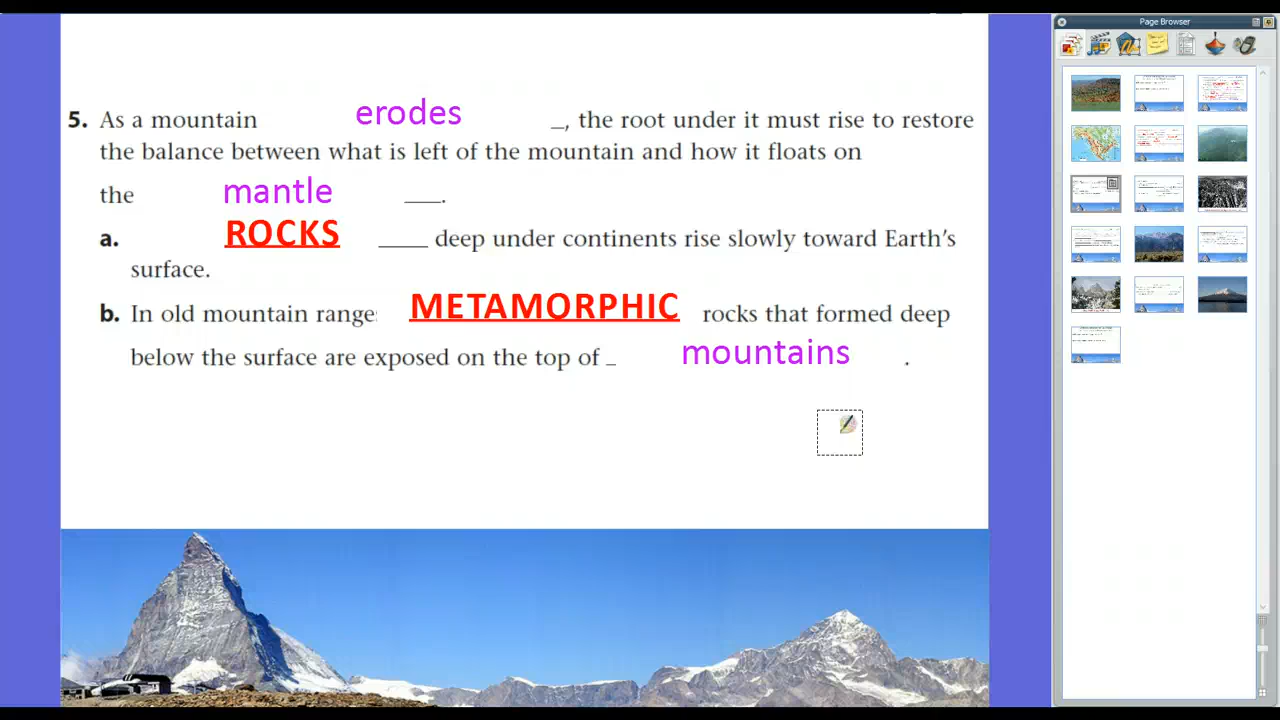 Page Browser
5. As a mountain erodes _, the root under it must rise to restore
the balance between what is left of the mountain and how it floats on
the mantle ___.
a. ROCKS ____ deep under continents rise slowly toward Earth's
surface.
b. In old mountain range METAMORPHIC rocks that formed deep
below the surface are exposed on the top of _ mountains .